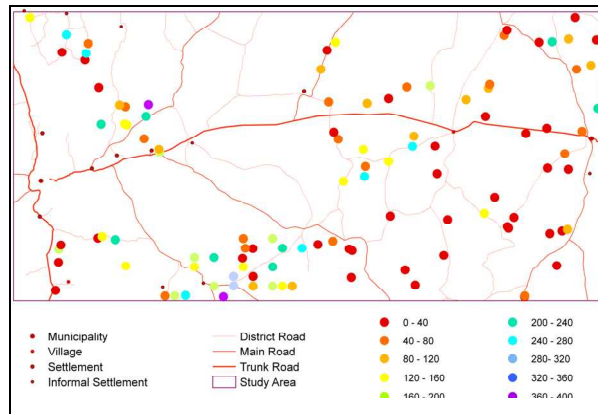 Municipality
Village
Settlement
Informal Settlement
District Road
Main Road
Trunk Road
Study Area
0 - 40
40 - 80
80 - 120
120 - 160
160 - 200
200 - 240
240 - 280
280 - 320
320 - 360
360 - 400